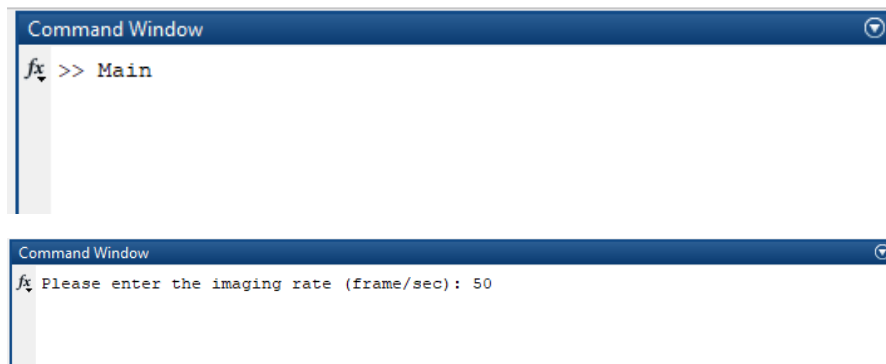 Command Window
fx >> Main
Command Window
fx Please enter the imaging rate (frame/sec): 50